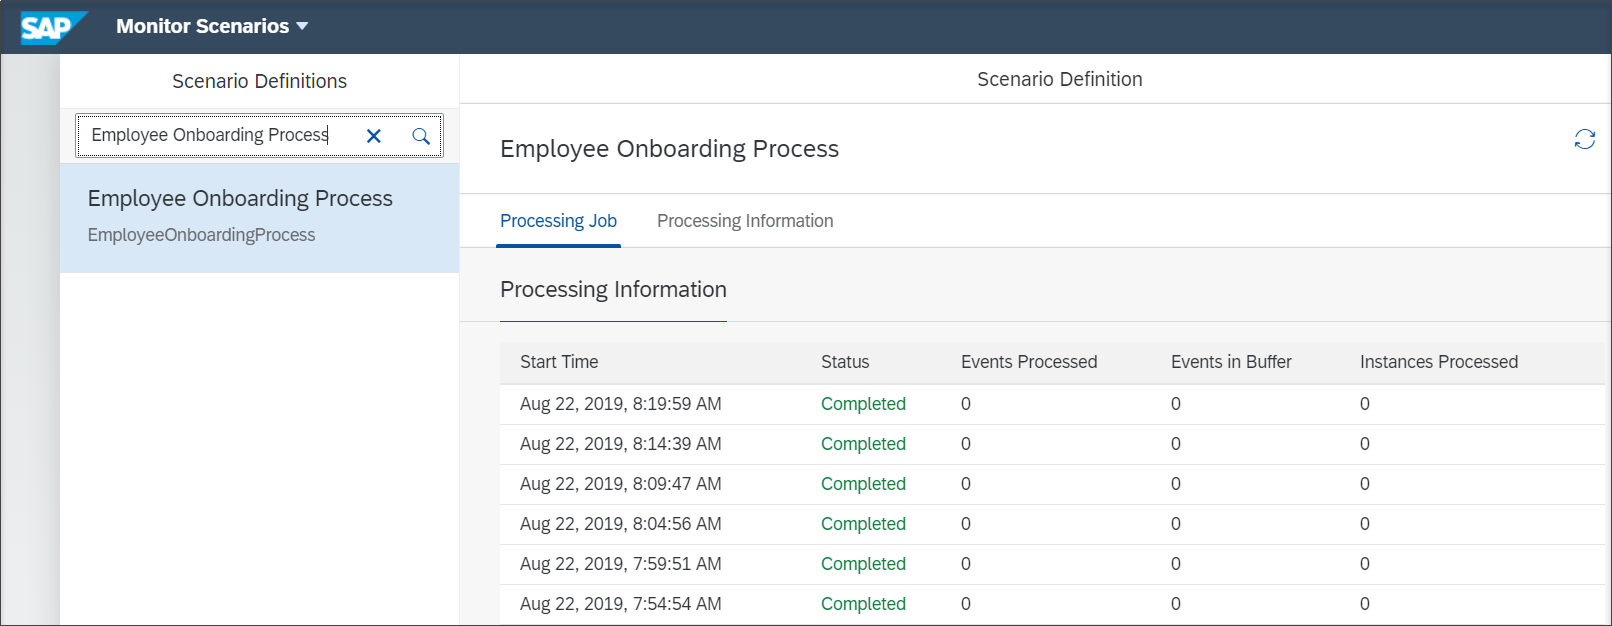 SAP Monitor Scenarios
Scenario Definitions
Employee Onboarding Process
Employee Onboarding Process
EmployeeOnboardingProcess
Scenario Definition
Employee Onboarding Process
Processing Job Processing Information
Processing Information
Start Time Status Events Processed Events in Buffer Instances Processed
Aug 22, 2019, 8:19:59 AM Completed 0 0 0
Aug 22, 2019, 8:14:39 AM Completed 0 0 0
Aug 22, 2019, 8:09:47 AM Completed 0 0 0
Aug 22, 2019, 8:04:56 AM Completed 0 0 0
Aug 22, 2019, 7:59:51 AM Completed 0 0 0
Aug 22, 2019, 7:54:54 AM Completed 0 0 0